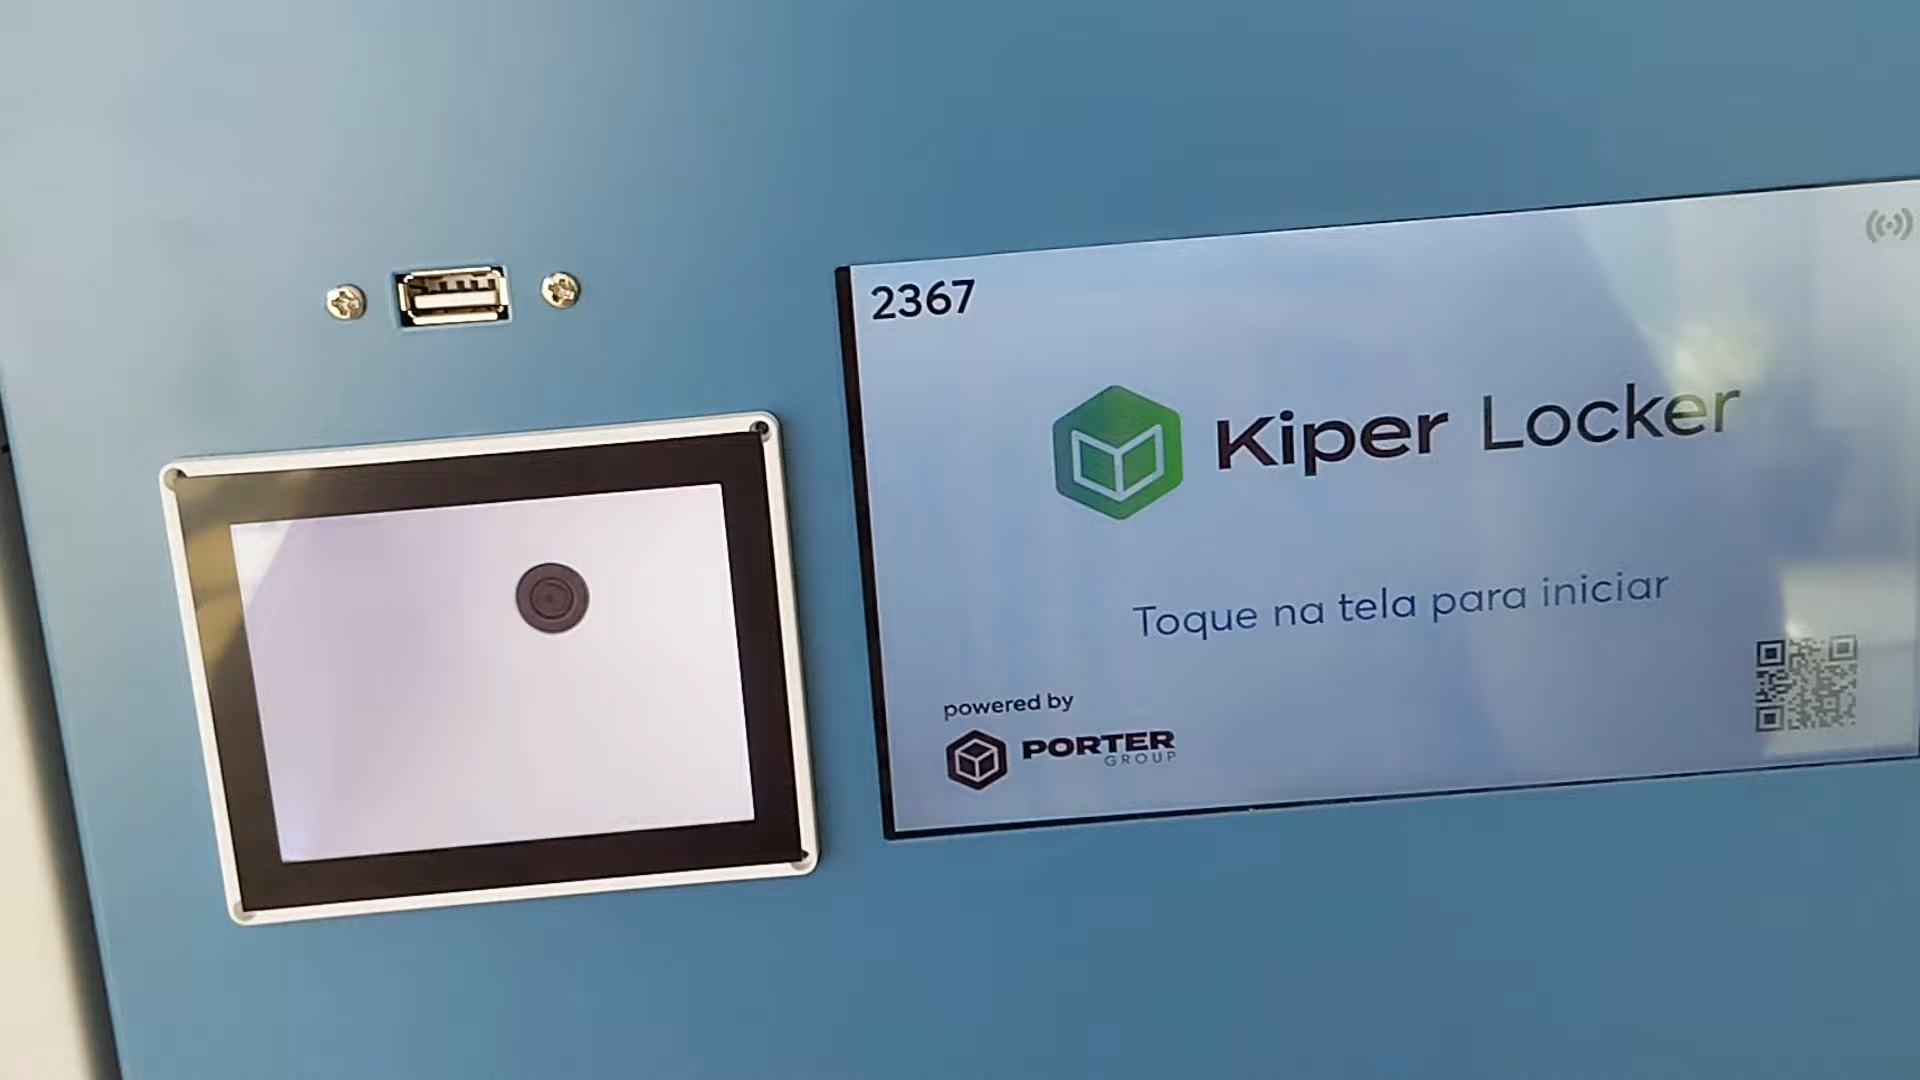 2367
Kiper Locker
Toque na tela para iniciar
powered by
PORTER
GROUP